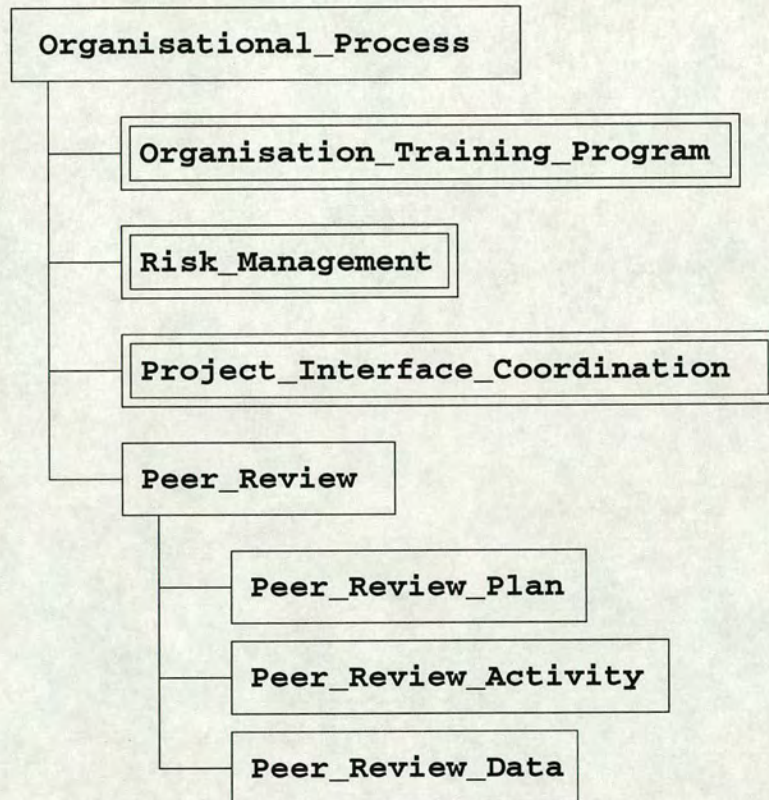 Organisational_Process
Organisation_Training_Program
Risk_Management
Project_Interface_Coordination
Peer_Review
Peer_Review_Plan
Peer_Review_Activity
Peer_Review_Data